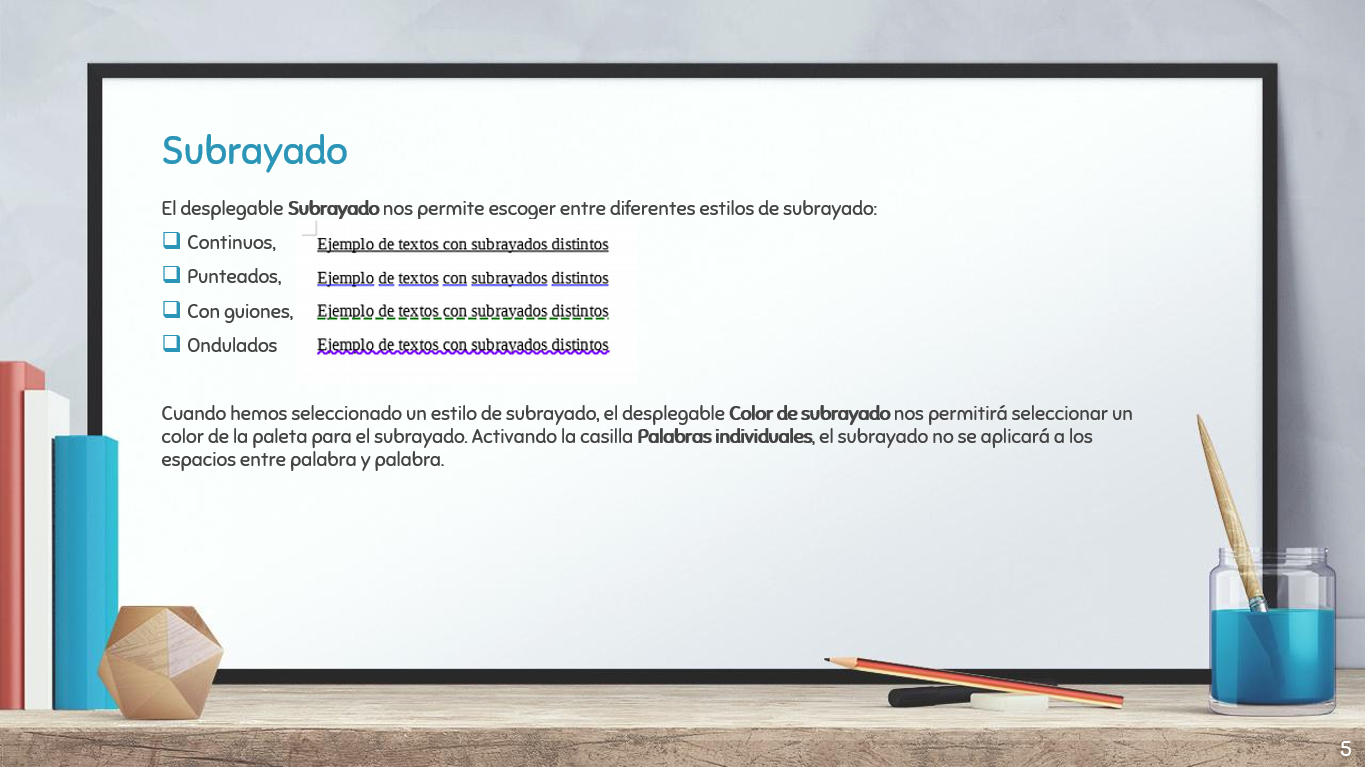 Subrayado
El desplegable Subrayado nos permite escoger entre diferentes estilos de subrayado:
Continuos,
Ejemplo de textos con subrayados distintos
Punteados,
Ejemplo de textos con subrayados distintos
Con guiones,
Ejemplo de textos con subrayados distintos
Ondulados
Ejemplo de textos con subrayados distintos
Cuando hemos seleccionado un estilo de subrayado, el desplegable Color de subrayado nos permitirá seleccionar un
color de la paleta para el subrayado. Activando la casilla Palabras individuales, el subrayado no se aplicará a los
espacios entre palabra y palabra.
5